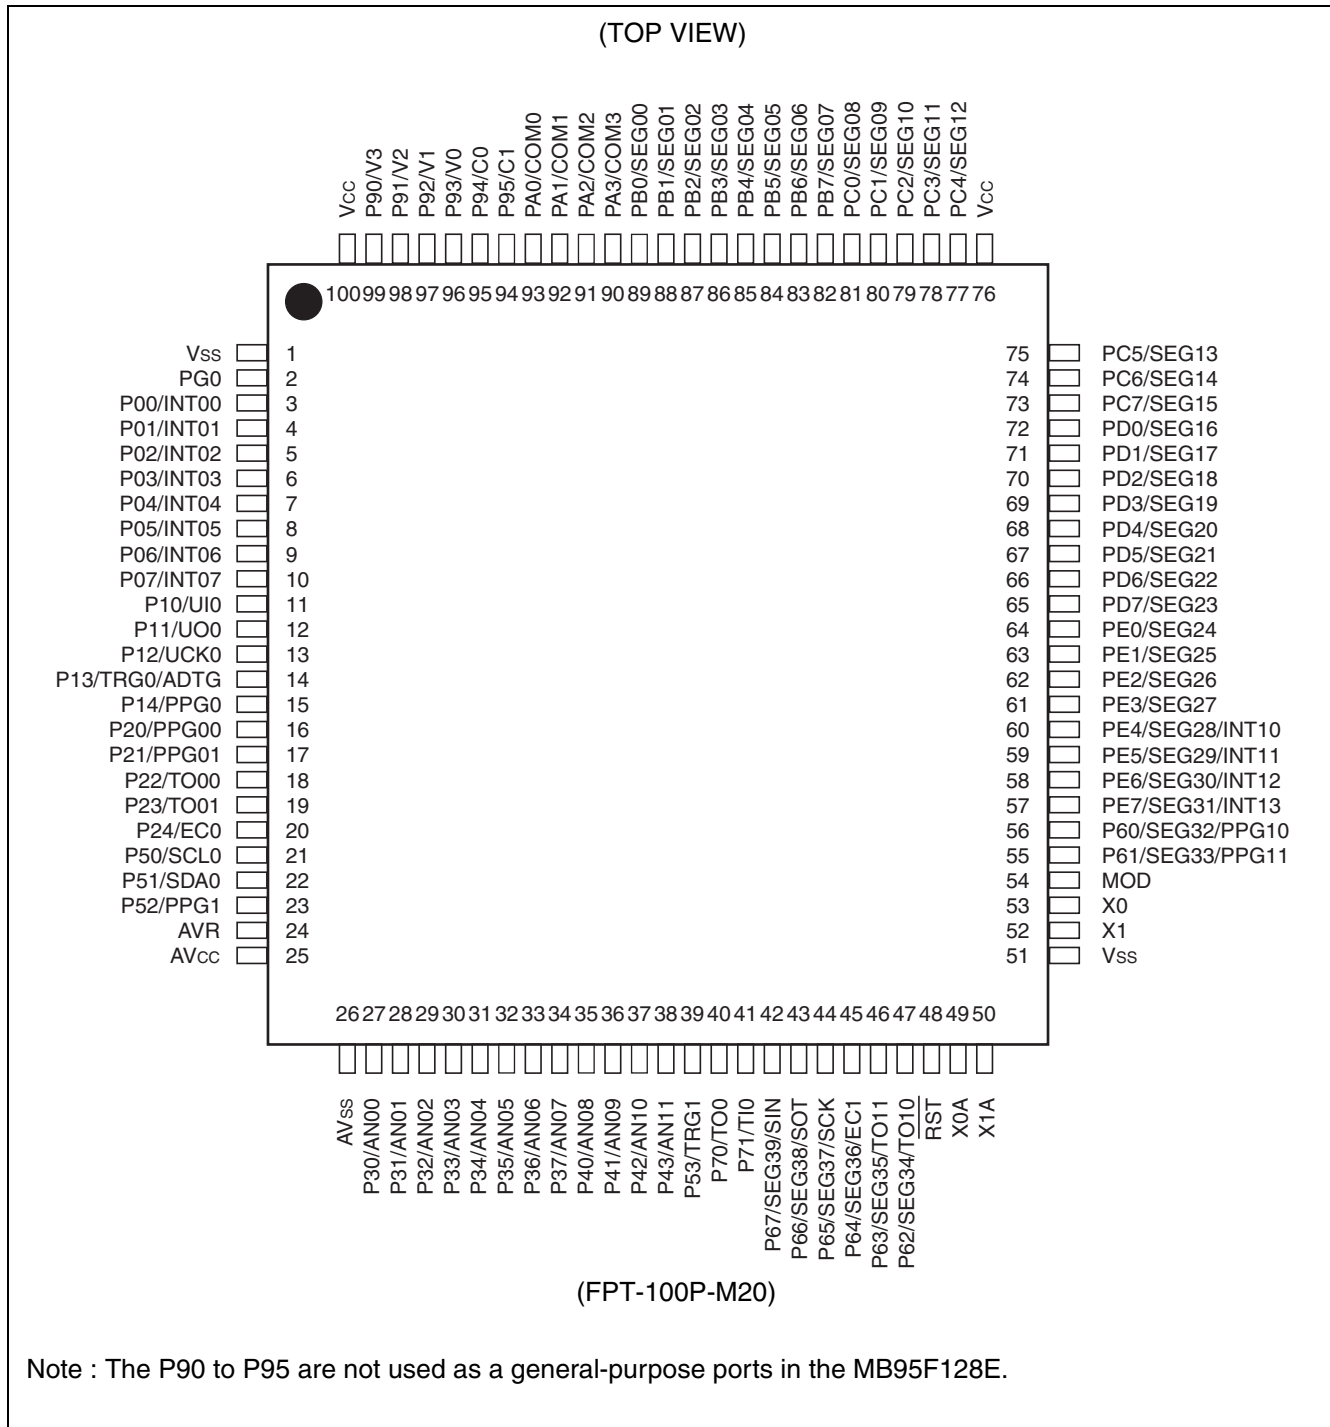 (TOP VIEW)
Vcc
P90/V3
P91/V2
P92/V1
P93/V0
P94/C0
P95/C1
PA0/COM0
PA1/COM1
PA2/COM2
PA3/COM3
PB0/SEG00
PB1/SEG01
PB2/SEG02
PB3/SEG03
PB4/SEG04
PB5/SEG05
PB6/SEG06
PB7/SEG07
PC0/SEG08
PC1/SEG09
PC2/SEG10
PC3/SEG11
PC4/SEG12
Vcc
100 99 98 97 96 95 94 93 92 91 90 89 88 87 86 85 84 83 82 81 80 79 78 77 76
Vss 1
PG0 2
P00/INT00 3
P01/INT01 4
P02/INT02 5
P03/INT03 6
P04/INT04 7
P05/INT05 8
P06/INT06 9
P07/INT07 10
P10/UI0 11
P11/UO0 12
P12/UCK0 13
P13/TRG0/ADTG 14
P14/PPG0 15
P20/PPG00 16
P21/PPG01 17
P22/TO00 18
P23/TO01 19
P24/EC0 20
P50/SCL0 21
P51/SDA0 22
P52/PPG1 23
AVR 24
AVcc 25
75 PC5/SEG13
74 PC6/SEG14
73 PC7/SEG15
72 PD0/SEG16
71 PD1/SEG17
70 PD2/SEG18
69 PD3/SEG19
68 PD4/SEG20
67 PD5/SEG21
66 PD6/SEG22
65 PD7/SEG23
64 PE0/SEG24
63 PE1/SEG25
62 PE2/SEG26
61 PE3/SEG27
60 PE4/SEG28/INT10
59 PE5/SEG29/INT11
58 PE6/SEG30/INT12
57 PE7/SEG31/INT13
56 P60/SEG32/PPG10
55 P61/SEG33/PPG11
54 MOD
53 X0
52 X1
51 Vss
26 27 28 29 30 31 32 33 34 35 36 37 38 39 40 41 42 43 44 45 46 47 48 49 50
AVss
P30/AN00
P31/AN01
P32/AN02
P33/AN03
P34/AN04
P35/AN05
P36/AN06
P37/AN07
P40/AN08
P41/AN09
P42/AN10
P43/AN11
P53/TRG1
P70/TO0
P71/TI0
P67/SEG39/SIN
P66/SEG38/SOT
P65/SEG37/SCK
P64/SEG36/EC1
P63/SEG35/TO11
P62/SEG34/TO10
RST
X0A
X1A
(FPT-100P-M20)
Note : The P90 to P95 are not used as a general-purpose ports in the MB95F128E.